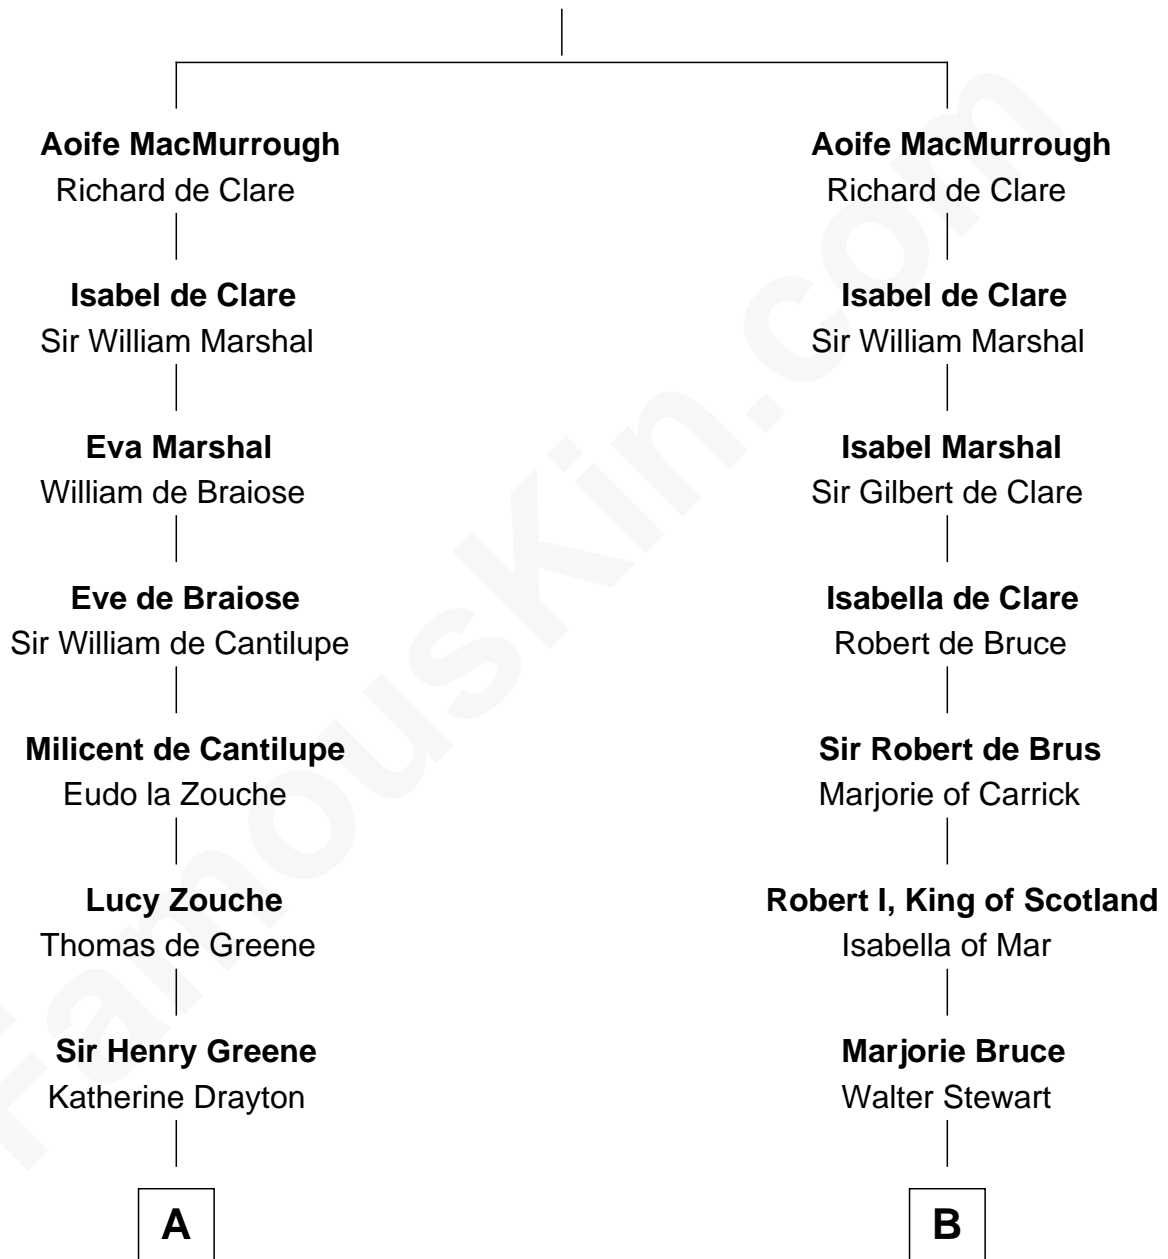 Aoife MacMurrough
Richard de Clare
Isabel de Clare
Sir William Marshal
Eva Marshal
William de Braiose
Eve de Braiose
Sir William de Cantilupe
Milicent de Cantilupe
Eudo la Zouche
Lucy Zouche
Thomas de Greene
Sir Henry Greene
Katherine Drayton
A
Aoife MacMurrough
Richard de Clare
Isabel de Clare
Sir William Marshal
Isabel Marshal
Sir Gilbert de Clare
Isabella de Clare
Robert de Bruce
Sir Robert de Brus
Marjorie of Carrick
Robert I, King of Scotland
Isabella of Mar
Marjorie Bruce
Walter Stewart
B
FamousKin.com